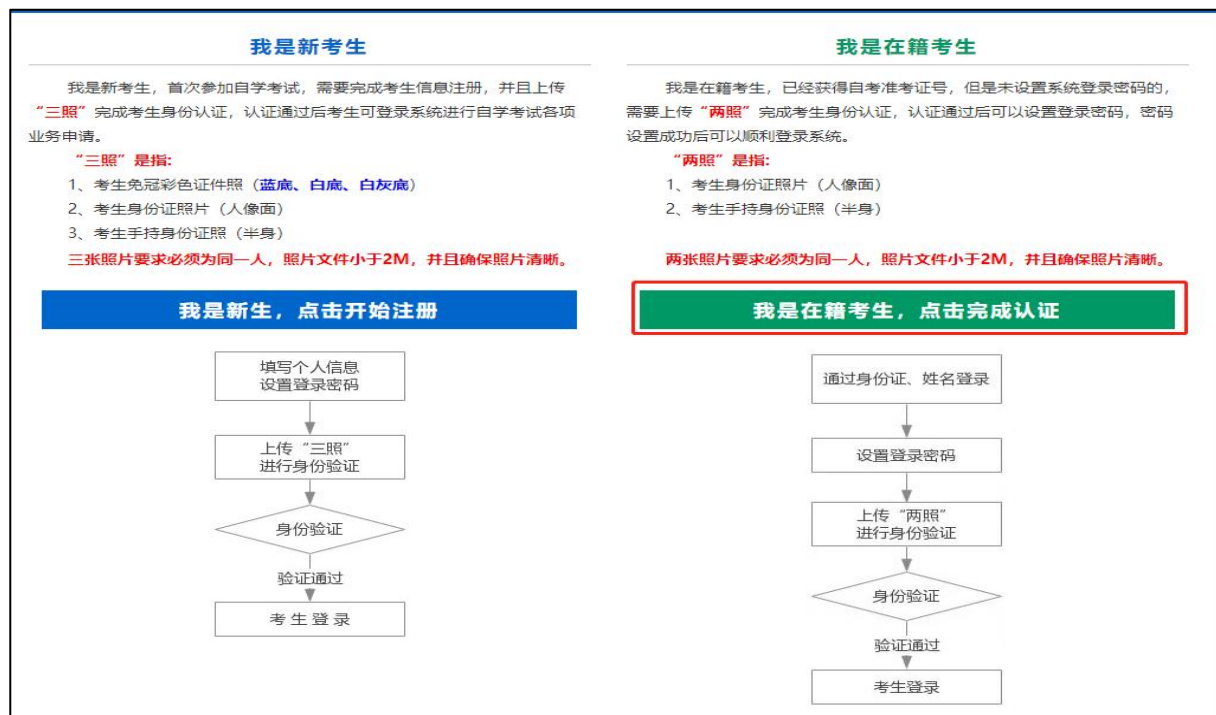 我是新考生
我是新考生，首次参加自学考试，需要完成考生信息注册，并且上传
“三照”完成考生身份认证，认证通过后考生可登录系统进行自学考试各项
业务申请。
“三照”是指:
1、考生免冠彩色证件照（蓝底、白底、白灰底）
2、考生身份证照片（人像面）
3、考生手持身份证照（半身）
三张照片要求必须为同一人，照片文件小于2M，并且确保照片清晰。
我是新生，点击开始注册
填写个人信息
设置登录密码
上传“三照”
进行身份验证
身份验证
验证通过
考 生 登 录
我是在籍考生
我是在籍考生，已经获得自考准考证号，但是未设置系统登录密码的，
需要上传“两照”完成考生身份认证，认证通过后可以设置登录密码，密码
设置成功后可以顺利登录系统。
“两照”是指:
1、考生身份证照片（人像面）
2、考生手持身份证照（半身）
两张照片要求必须为同一人，照片文件小于2M，并且确保照片清晰。
我是在籍考生，点击完成认证
通过身份证、姓名登录
设置登录密码
上传“两照”
进行身份验证
身份验证
验证通过
考生登录